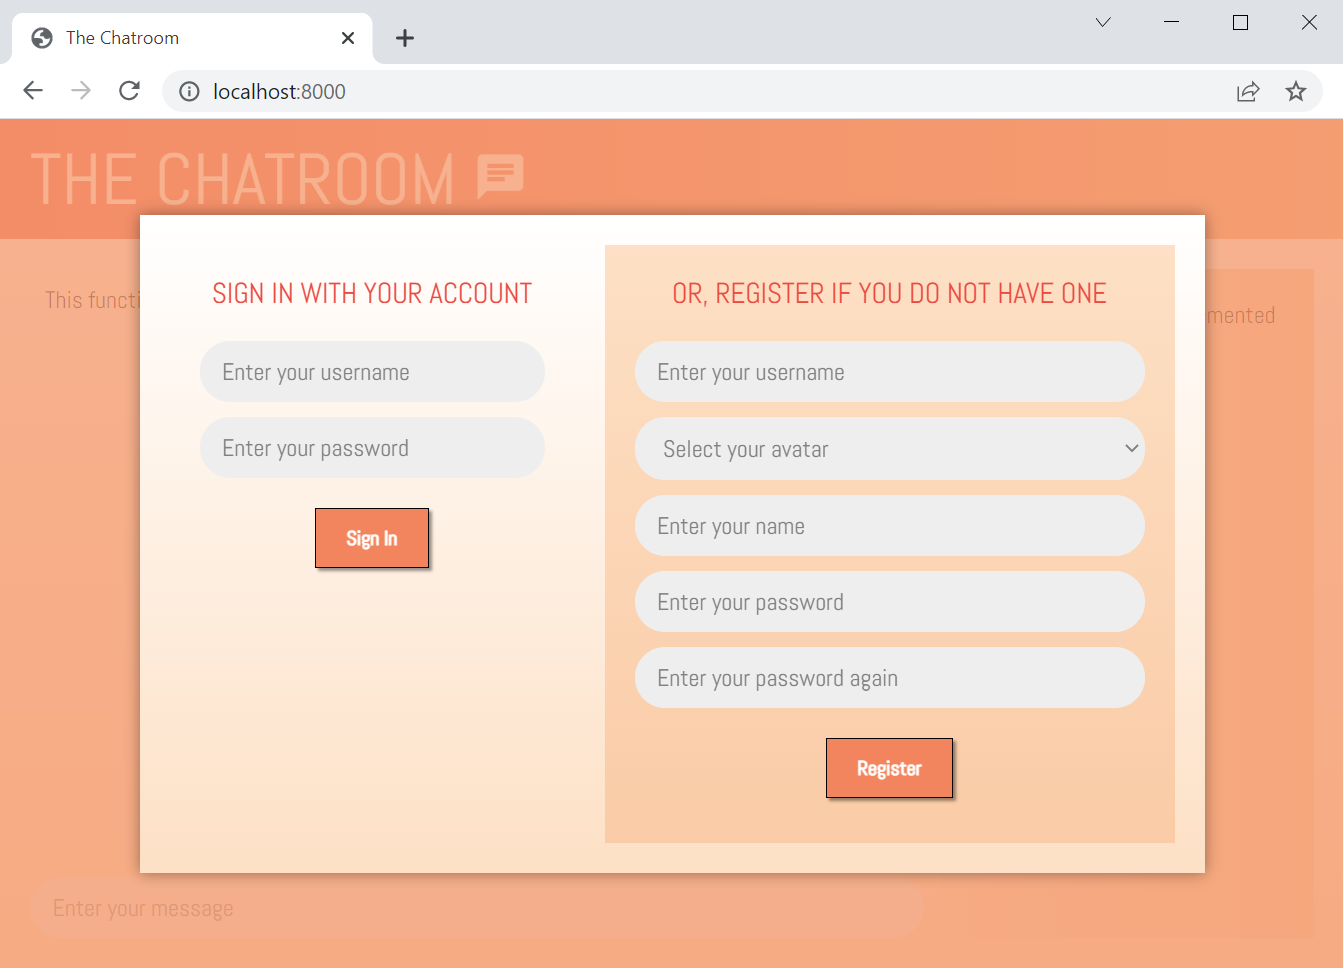 The Chatroom
localhost:8000
THE CHATROOM
This functi
mented
SIGN IN WITH YOUR ACCOUNT
Enter your username
Enter your password
Sign In
OR, REGISTER IF YOU DO NOT HAVE ONE
Enter your username
Select your avatar
Enter your name
Enter your password
Enter your password again
Register
Enter your message